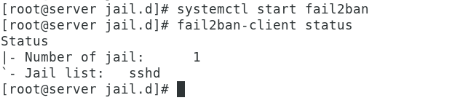 [root@server jail.d]# systemctl start fail2ban
[root@server jail.d]# fail2ban-client status
Status
|- Number of jail:      1
`- Jail list:   sshd
[root@server jail.d]#